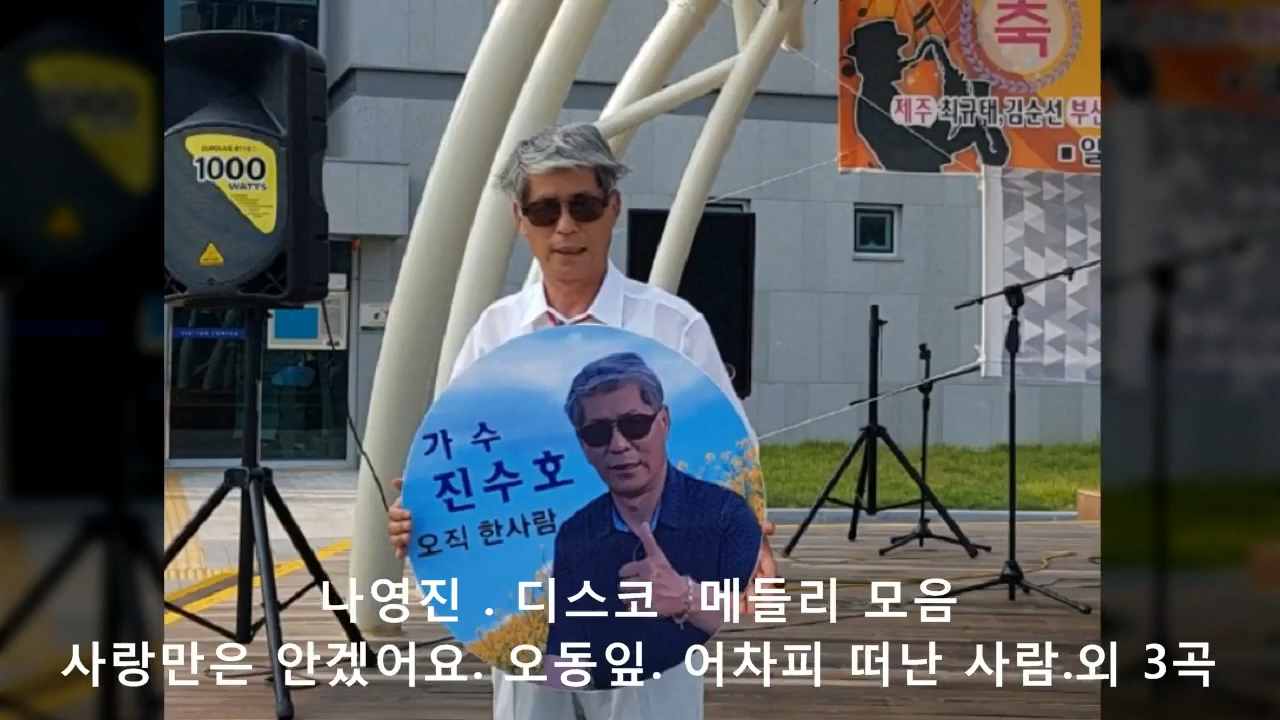 축
제주 최규태,김순선 부산
■일
1000
WATTS
가수
진수호
오직 한사람
나영진 . 디스코 메들리 모음
사랑만은 안겠어요. 오동잎. 어차피 떠난 사람.외 3곡